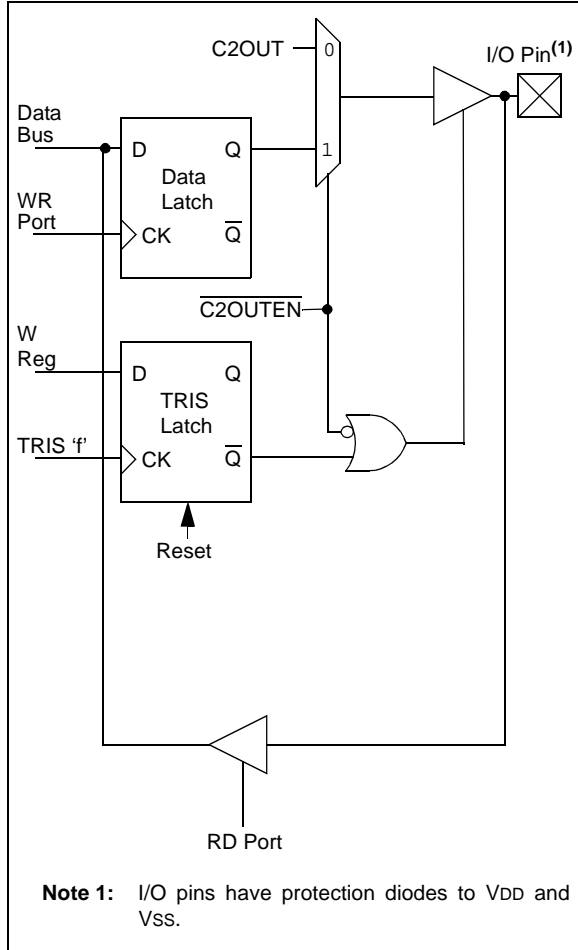 C2OUT
0
I/O Pin(1)
Data
Bus
D
Q
1
Data
Latch
WR
Port
CK
Q̅
C̅2̅O̅U̅T̅E̅N̅
W
Reg
D
Q
TRIS
Latch
TRIS ‘f’
CK
Q̅
Reset
RD Port
Note 1: I/O pins have protection diodes to VDD and
VSS.